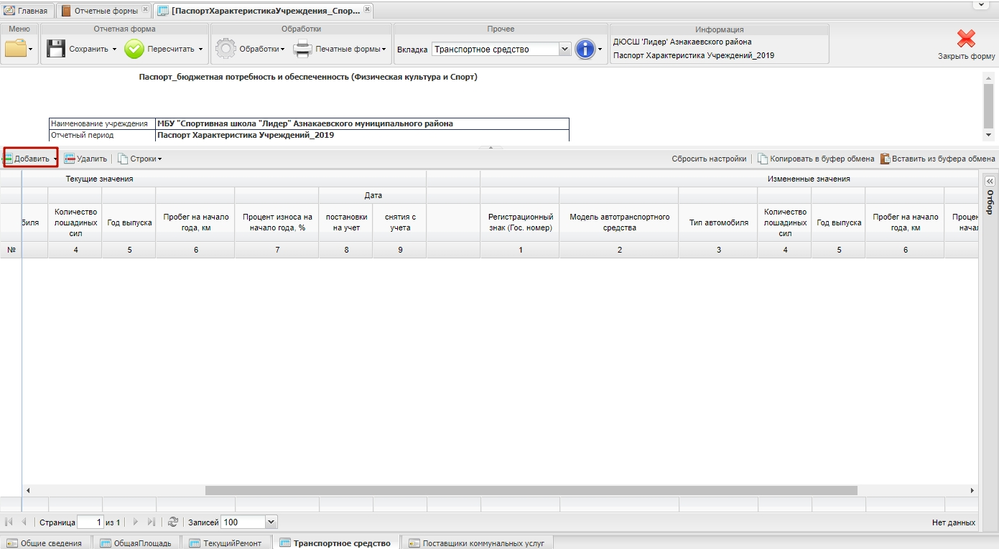 Главная
Отчетные формы
[ПаспортХарактеристикаУчреждения_Спор...
Меню
Отчетная форма
Обработки
Прочее
Информация
Сохранить
Пересчитать
Обработки
Печатные формы
Вкладка
Транспортное средство
ДЮСШ 'Лидер' Азнакаевского района
Паспорт Характеристика Учреждений_2019
Закрыть форму
Паспорт_бюджетная потребность и обеспеченность (Физическая культура и Спорт)
Наименование учреждения МБУ "Спортивная школа "Лидер" Азнакаевского муниципального района
Отчетный период Паспорт Характеристика Учреждений_2019
Добавить Удалить Строки Сбросить настройки Копировать в буфер обмена Вставить из буфера обмена
Текущие значения Измененные значения
Дата
биля
Количество
лошадиных
сил
Год выпуска
Пробег на начало
года, км
Процент износа на
начало года, %
постановки
на учет
снятия с
учета
Регистрационный
знак (Гос. номер)
Модель автотранспортного
средства
Тип автомобиля
Количество
лошадиных
сил
Год выпуска
Пробег на начало
года, км
Процен
начал
№ 4 5 6 7 8 9 1 2 3 4 5 6
Отбор
Страница 1 из 1 Записей 100 Нет данных
Общие сведения
ОбщаяПлощадь
ТекущийРемонт
Транспортное средство
Поставщики коммунальных услуг